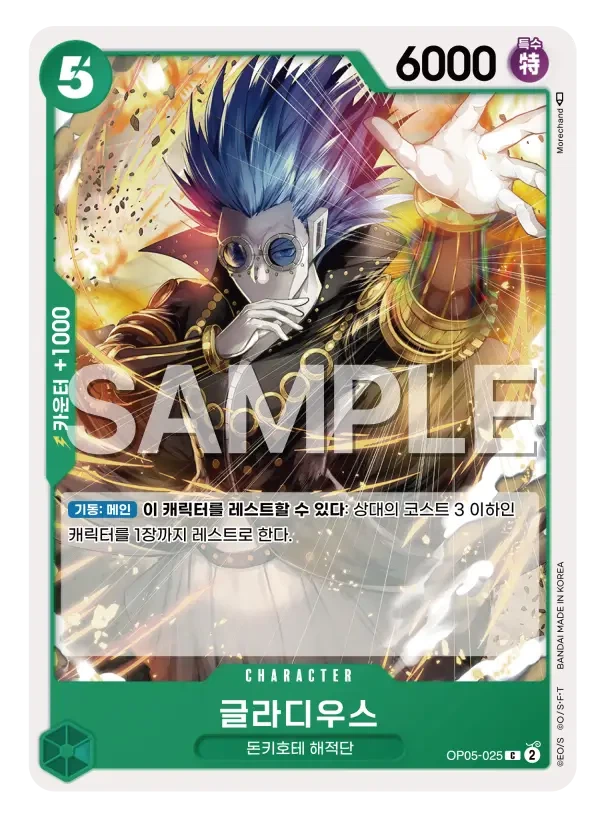 5
6000
특수
特
Morechand
카운터 +1000
SAMPLE
기동: 메인 이 캐릭터를 레스트할 수 있다: 상대의 코스트 3 이하인
캐릭터를 1장까지 레스트로 한다.
CHARACTER
글라디우스
돈키호테 해적단
OP05-025 C 2
©EO/S ©O/S·F·T BANDAI MADE IN KOREA